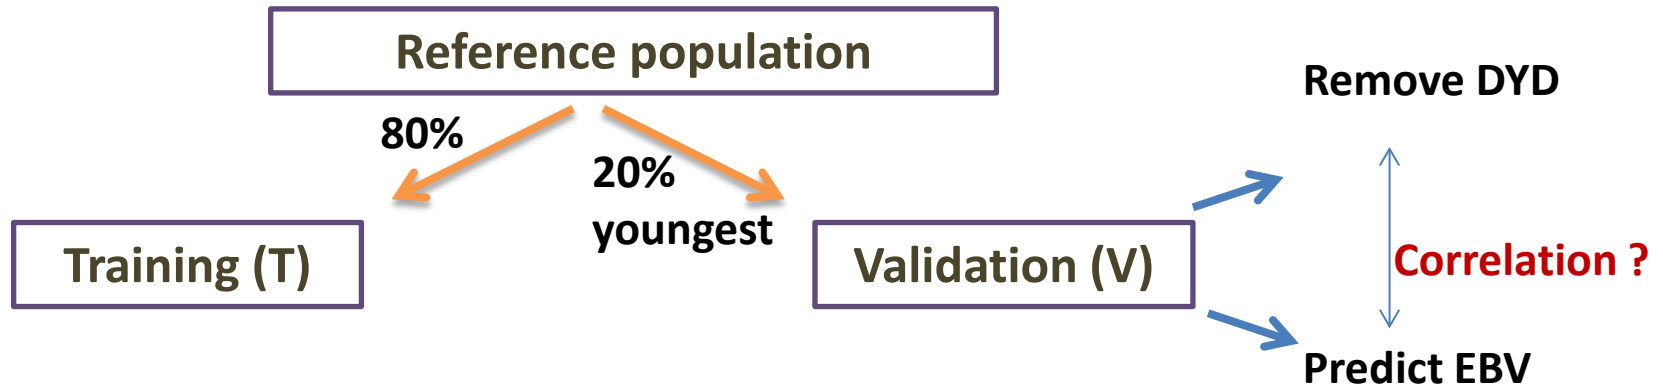 Reference population
Remove DYD
80%
20%
youngest
Training (T)
Validation (V)
Correlation ?
Predict EBV